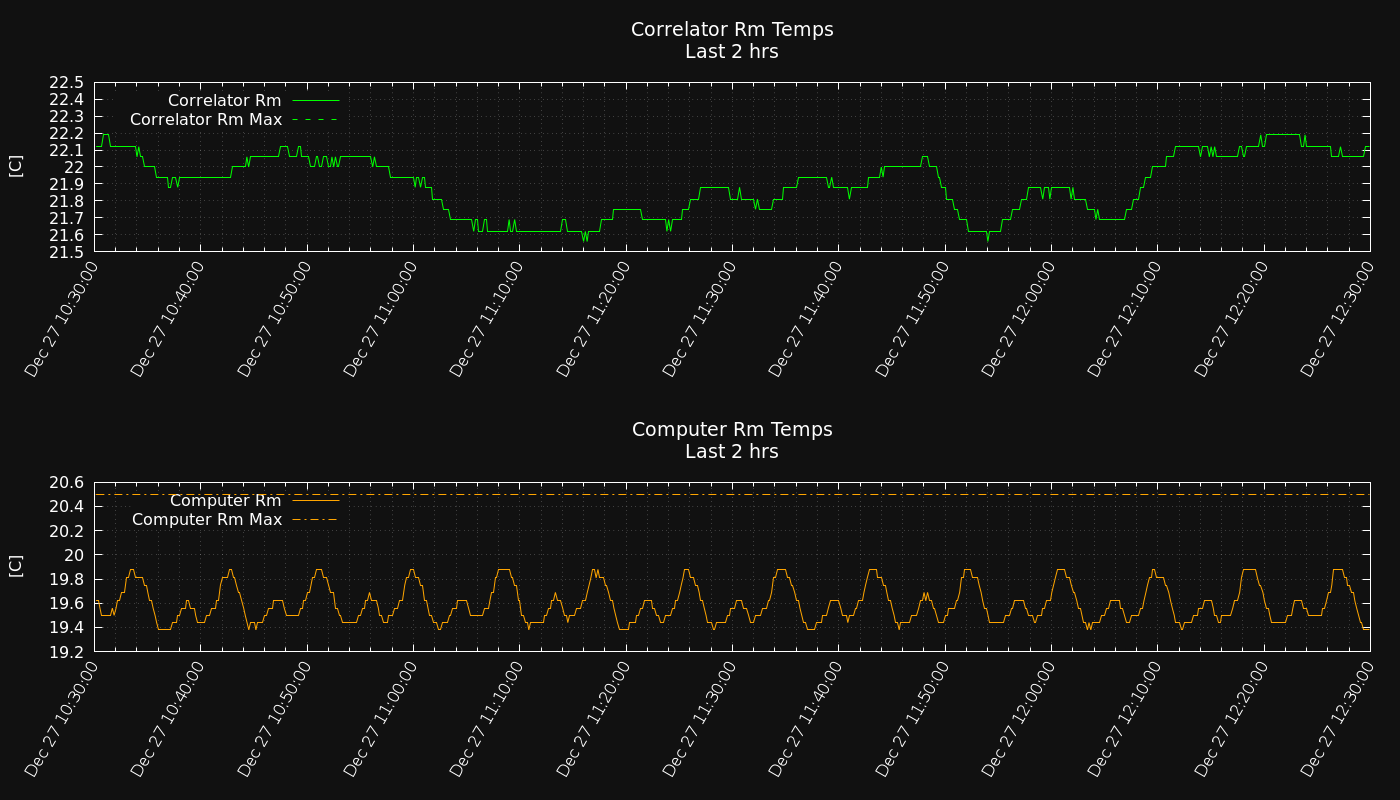 Correlator Rm Temps
Last 2 hrs
22.5
22.4
22.3
22.2
22.1
22
21.9
21.8
21.7
21.6
21.5
[C]
Correlator Rm
Correlator Rm Max
Dec 27 10:30:00
Dec 27 10:40:00
Dec 27 10:50:00
Dec 27 11:00:00
Dec 27 11:10:00
Dec 27 11:20:00
Dec 27 11:30:00
Dec 27 11:40:00
Dec 27 11:50:00
Dec 27 12:00:00
Dec 27 12:10:00
Dec 27 12:20:00
Dec 27 12:30:00
Computer Rm Temps
Last 2 hrs
20.6
20.4
20.2
20
19.8
19.6
19.4
19.2
[C]
Computer Rm
Computer Rm Max
Dec 27 10:30:00
Dec 27 10:40:00
Dec 27 10:50:00
Dec 27 11:00:00
Dec 27 11:10:00
Dec 27 11:20:00
Dec 27 11:30:00
Dec 27 11:40:00
Dec 27 11:50:00
Dec 27 12:00:00
Dec 27 12:10:00
Dec 27 12:20:00
Dec 27 12:30:00